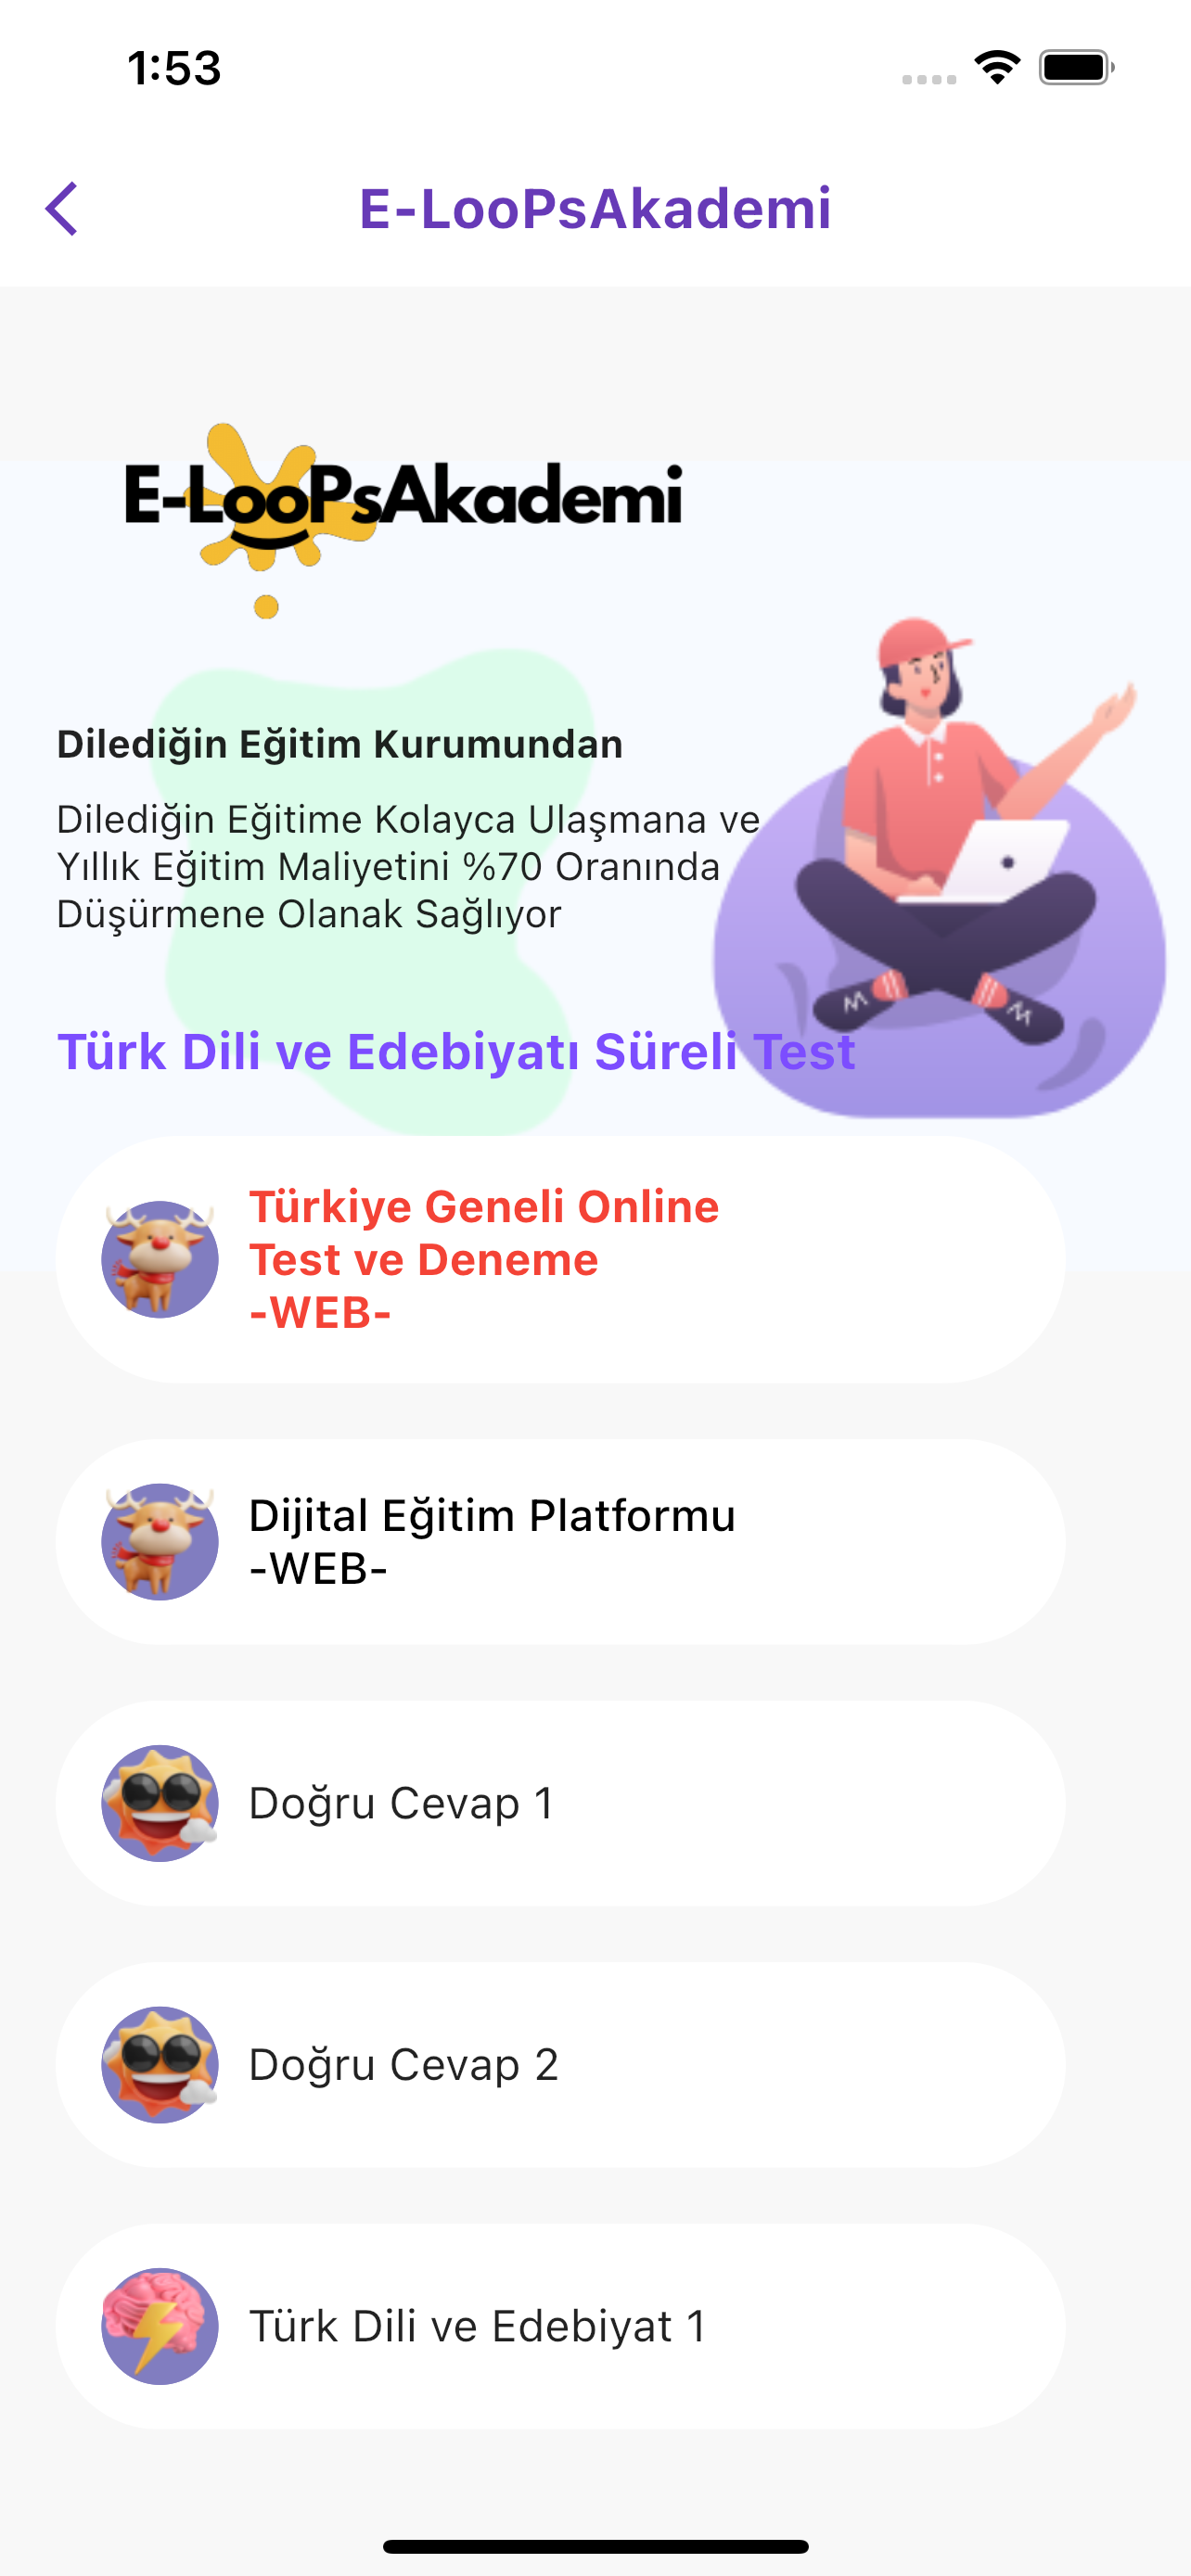 1:53
E-LooPsAkademi
E-LooPsAkademi
Dilediğin Eğitim Kurumundan
Dilediğin Eğitime Kolayca Ulaşmana ve
Yıllık Eğitim Maliyetini %70 Oranında
Düşürmene Olanak Sağlıyor
Türk Dili ve Edebiyatı Süreli Test
Türkiye Geneli Online
Test ve Deneme
-WEB-
Dijital Eğitim Platformu
-WEB-
Doğru Cevap 1
Doğru Cevap 2
Türk Dili ve Edebiyat 1